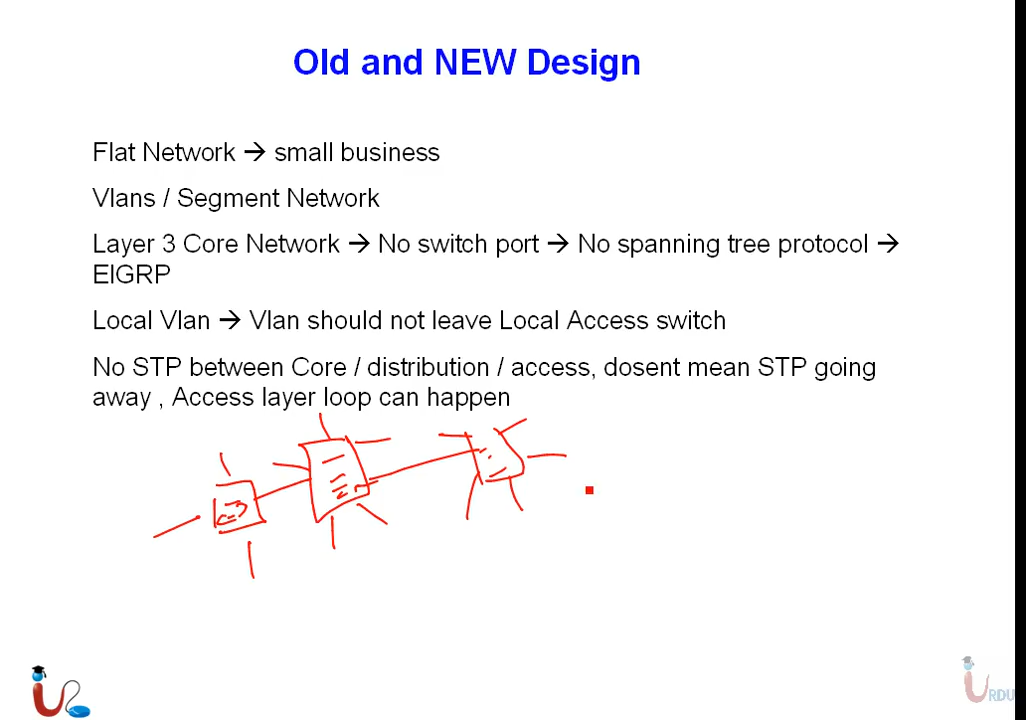 Old and NEW Design
Flat Network → small business
Vlans / Segment Network
Layer 3 Core Network → No switch port → No spanning tree protocol →
EIGRP
Local Vlan → Vlan should not leave Local Access switch
No STP between Core / distribution / access, dosent mean STP going
away , Access layer loop can happen
URDU